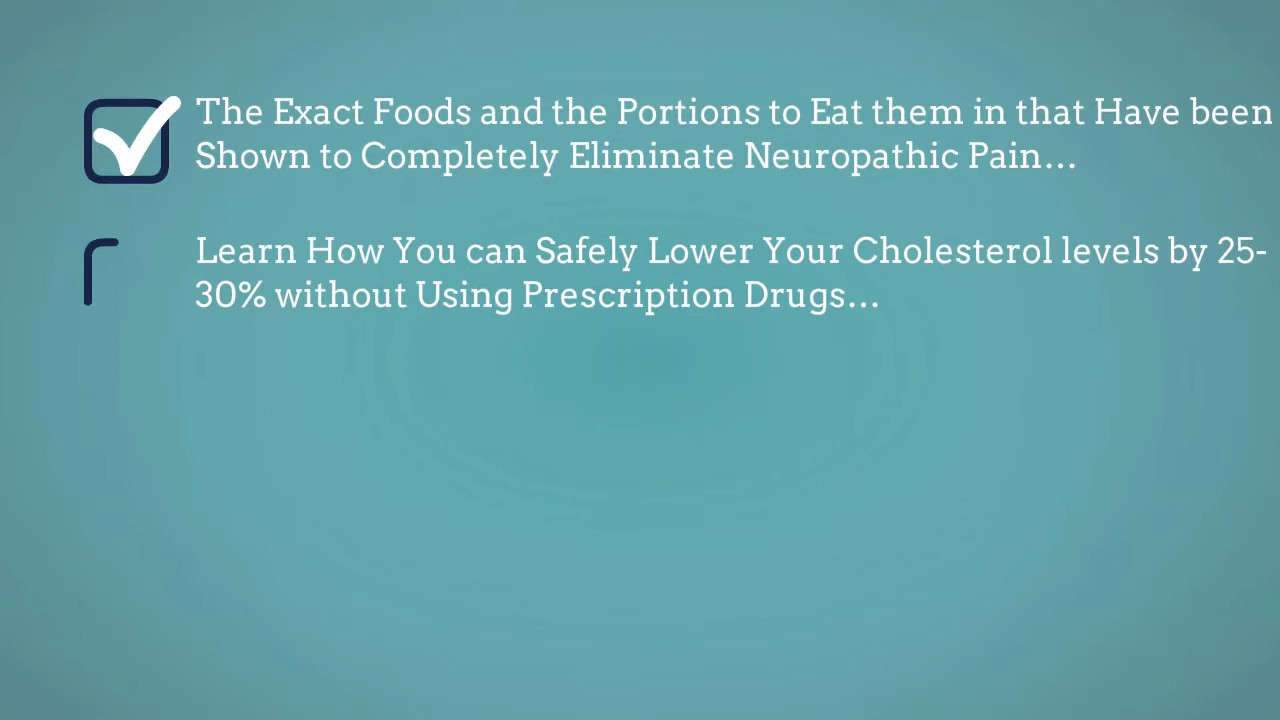 The Exact Foods and the Portions to Eat them in that Have been
Shown to Completely Eliminate Neuropathic Pain...
Learn How You can Safely Lower Your Cholesterol levels by 25-
30% without Using Prescription Drugs...